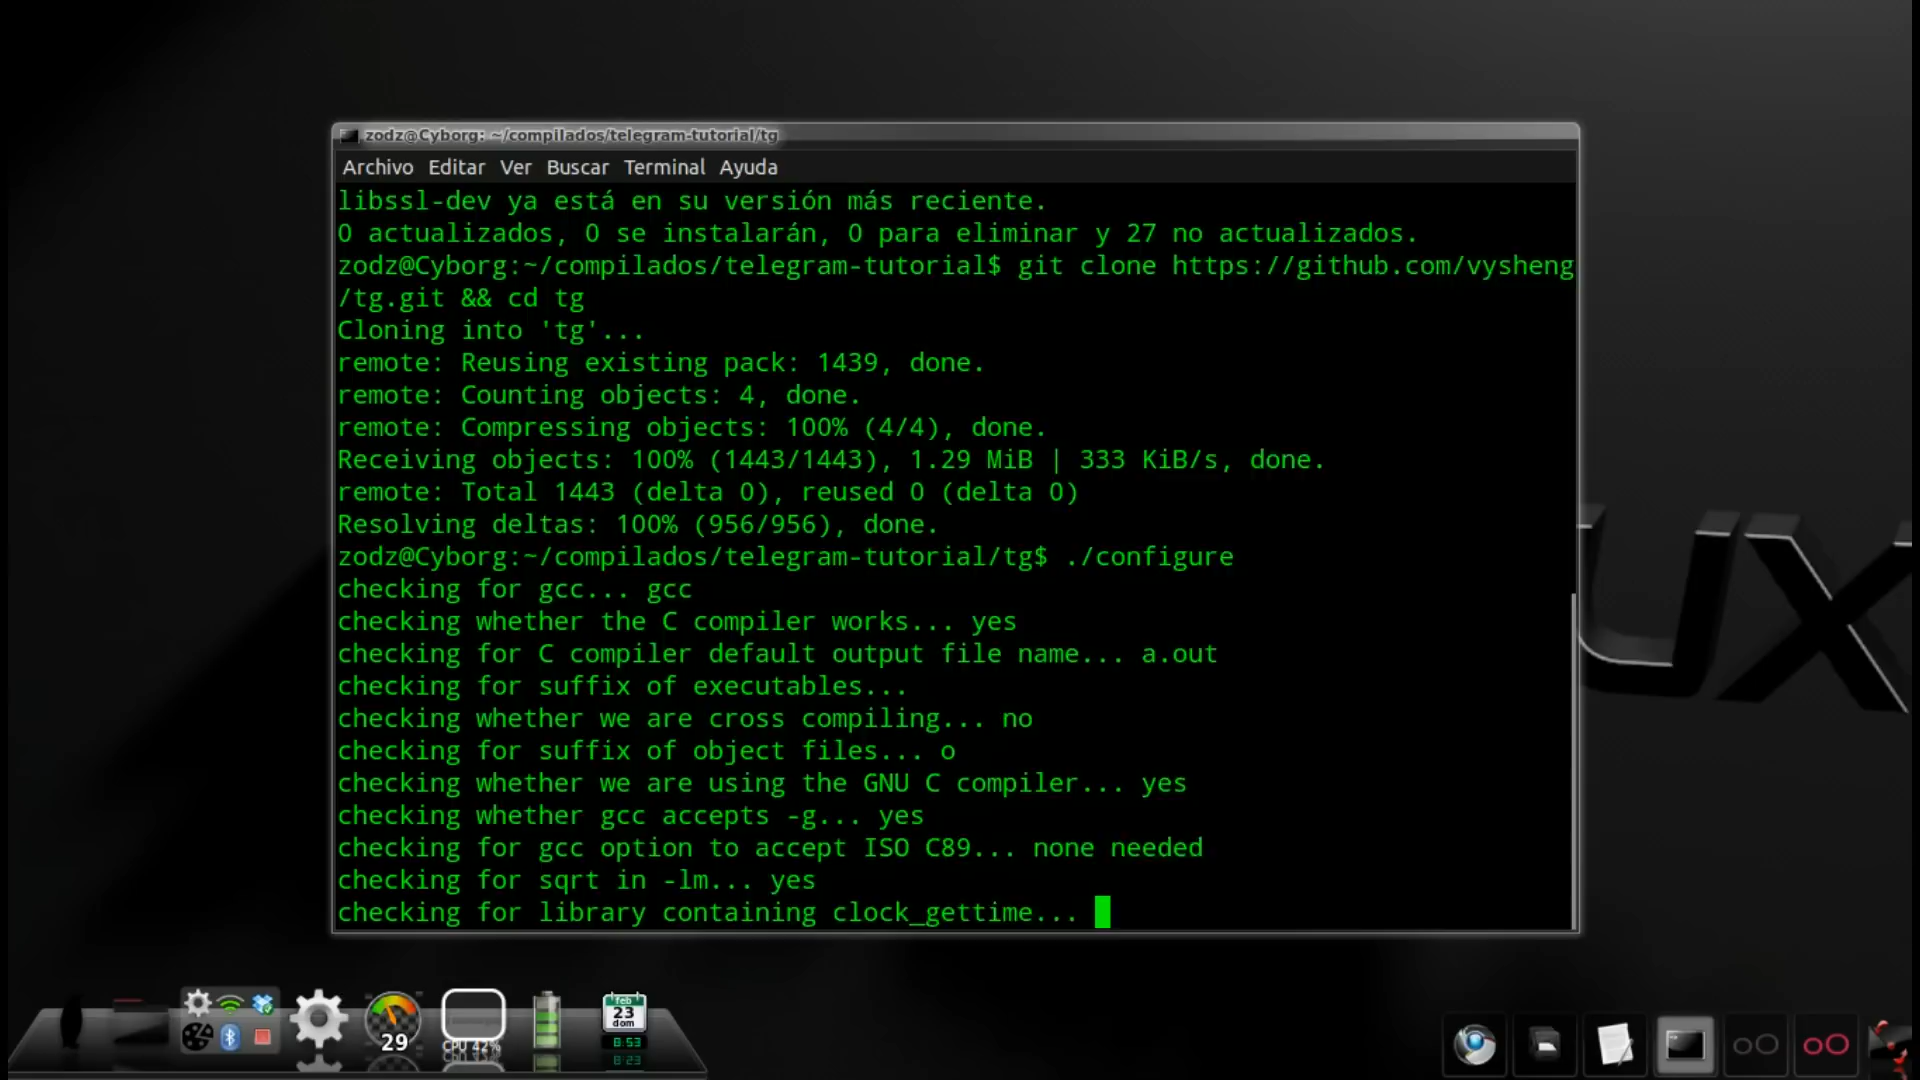 zodz@Cyborg: ~/compilados/telegram-tutorial/tg
Archivo Editar Ver Buscar Terminal Ayuda
libssl-dev ya está en su versión más reciente.
0 actualizados, 0 se instalarán, 0 para eliminar y 27 no actualizados.
zodz@Cyborg:~/compilados/telegram-tutorial$ git clone https://github.com/vysheng
/tg.git && cd tg
Cloning into 'tg'...
remote: Reusing existing pack: 1439, done.
remote: Counting objects: 4, done.
remote: Compressing objects: 100% (4/4), done.
Receiving objects: 100% (1443/1443), 1.29 MiB | 333 KiB/s, done.
remote: Total 1443 (delta 0), reused 0 (delta 0)
Resolving deltas: 100% (956/956), done.
zodz@Cyborg:~/compilados/telegram-tutorial/tg$ ./configure
checking for gcc... gcc
checking whether the C compiler works... yes
checking for C compiler default output file name... a.out
checking for suffix of executables...
checking whether we are cross compiling... no
checking for suffix of object files... o
checking whether we are using the GNU C compiler... yes
checking whether gcc accepts -g... yes
checking for gcc option to accept ISO C89... none needed
checking for sqrt in -lm... yes
checking for library containing clock_gettime...
UX
29
CPU 42%
feb
23
dom
8:53